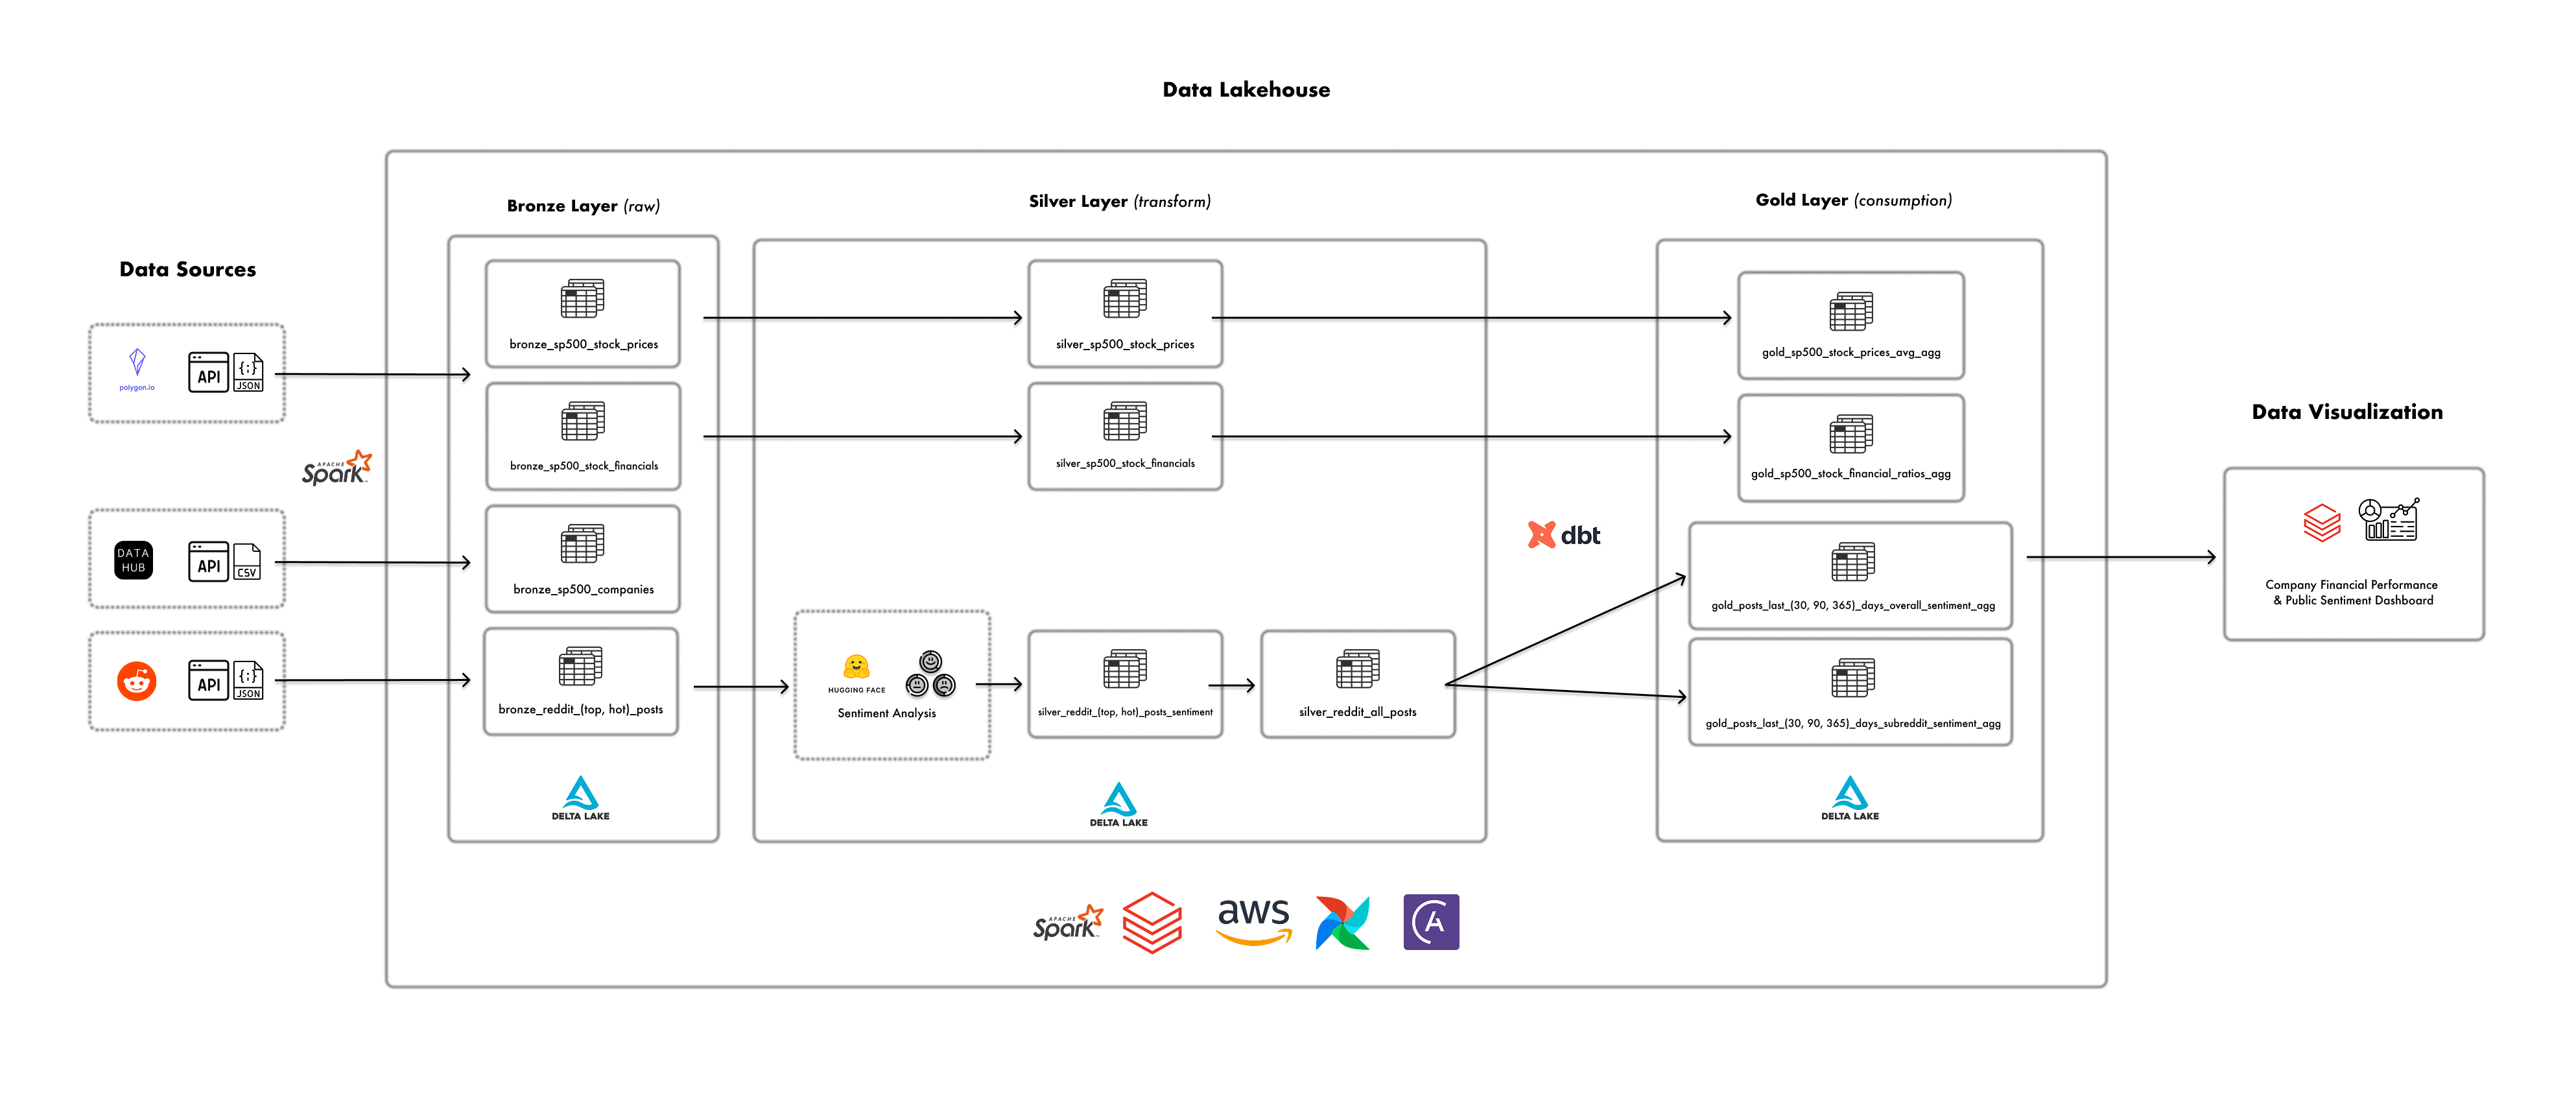 Data Lakehouse
Data Sources
polygon.io
API
{:}
JSON
APACHE
Spark™
DATA
HUB
API
CSV
API
{:}
JSON
Bronze Layer (raw)
bronze_sp500_stock_prices
bronze_sp500_stock_financials
bronze_sp500_companies
bronze_reddit_(top, hot)_posts
DELTA LAKE
Silver Layer (transform)
silver_sp500_stock_prices
silver_sp500_stock_financials
HUGGING FACE
Sentiment Analysis
silver_reddit_(top, hot)_posts_sentiment
silver_reddit_all_posts
DELTA LAKE
dbt
Gold Layer (consumption)
gold_sp500_stock_prices_avg_agg
gold_sp500_stock_financial_ratios_agg
gold_posts_last_(30, 90, 365)_days_overall_sentiment_agg
gold_posts_last_(30, 90, 365)_days_subreddit_sentiment_agg
DELTA LAKE
Data Visualization
Company Financial Performance
& Public Sentiment Dashboard
APACHE
Spark™
aws
A